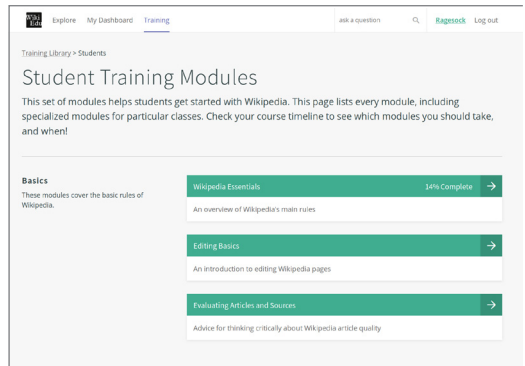 Wiki
Edu
Explore My Dashboard Training
ask a question
Ragesock Log out
Training Library > Students
Student Training Modules
This set of modules helps students get started with Wikipedia. This page lists every module, including
specialized modules for particular classes. Check your course timeline to see which modules you should take,
and when!
Basics
These modules cover the basic rules of
Wikipedia.
Wikipedia Essentials 14% Complete →
An overview of Wikipedia's main rules
Editing Basics →
An introduction to editing Wikipedia pages
Evaluating Articles and Sources →
Advice for thinking critically about Wikipedia article quality